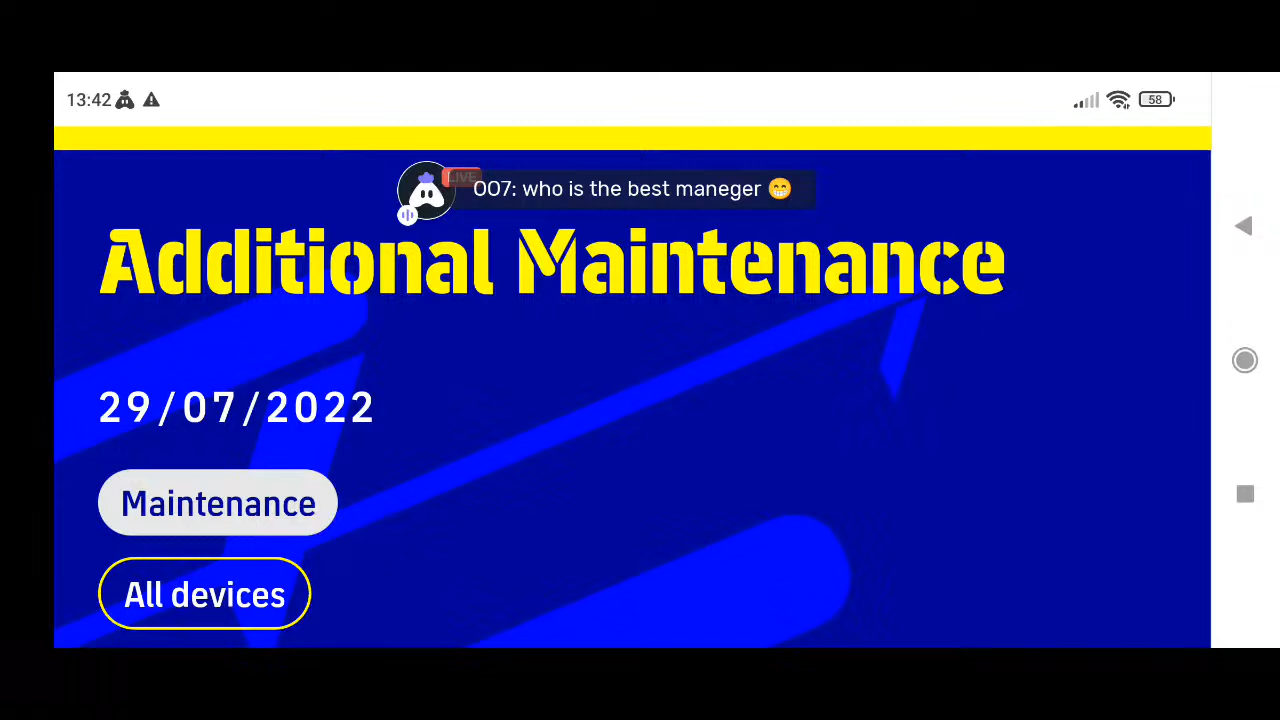 13:42
58
LIVE
007: who is the best maneger 😁
Additional Maintenance
29/07/2022
Maintenance
All devices